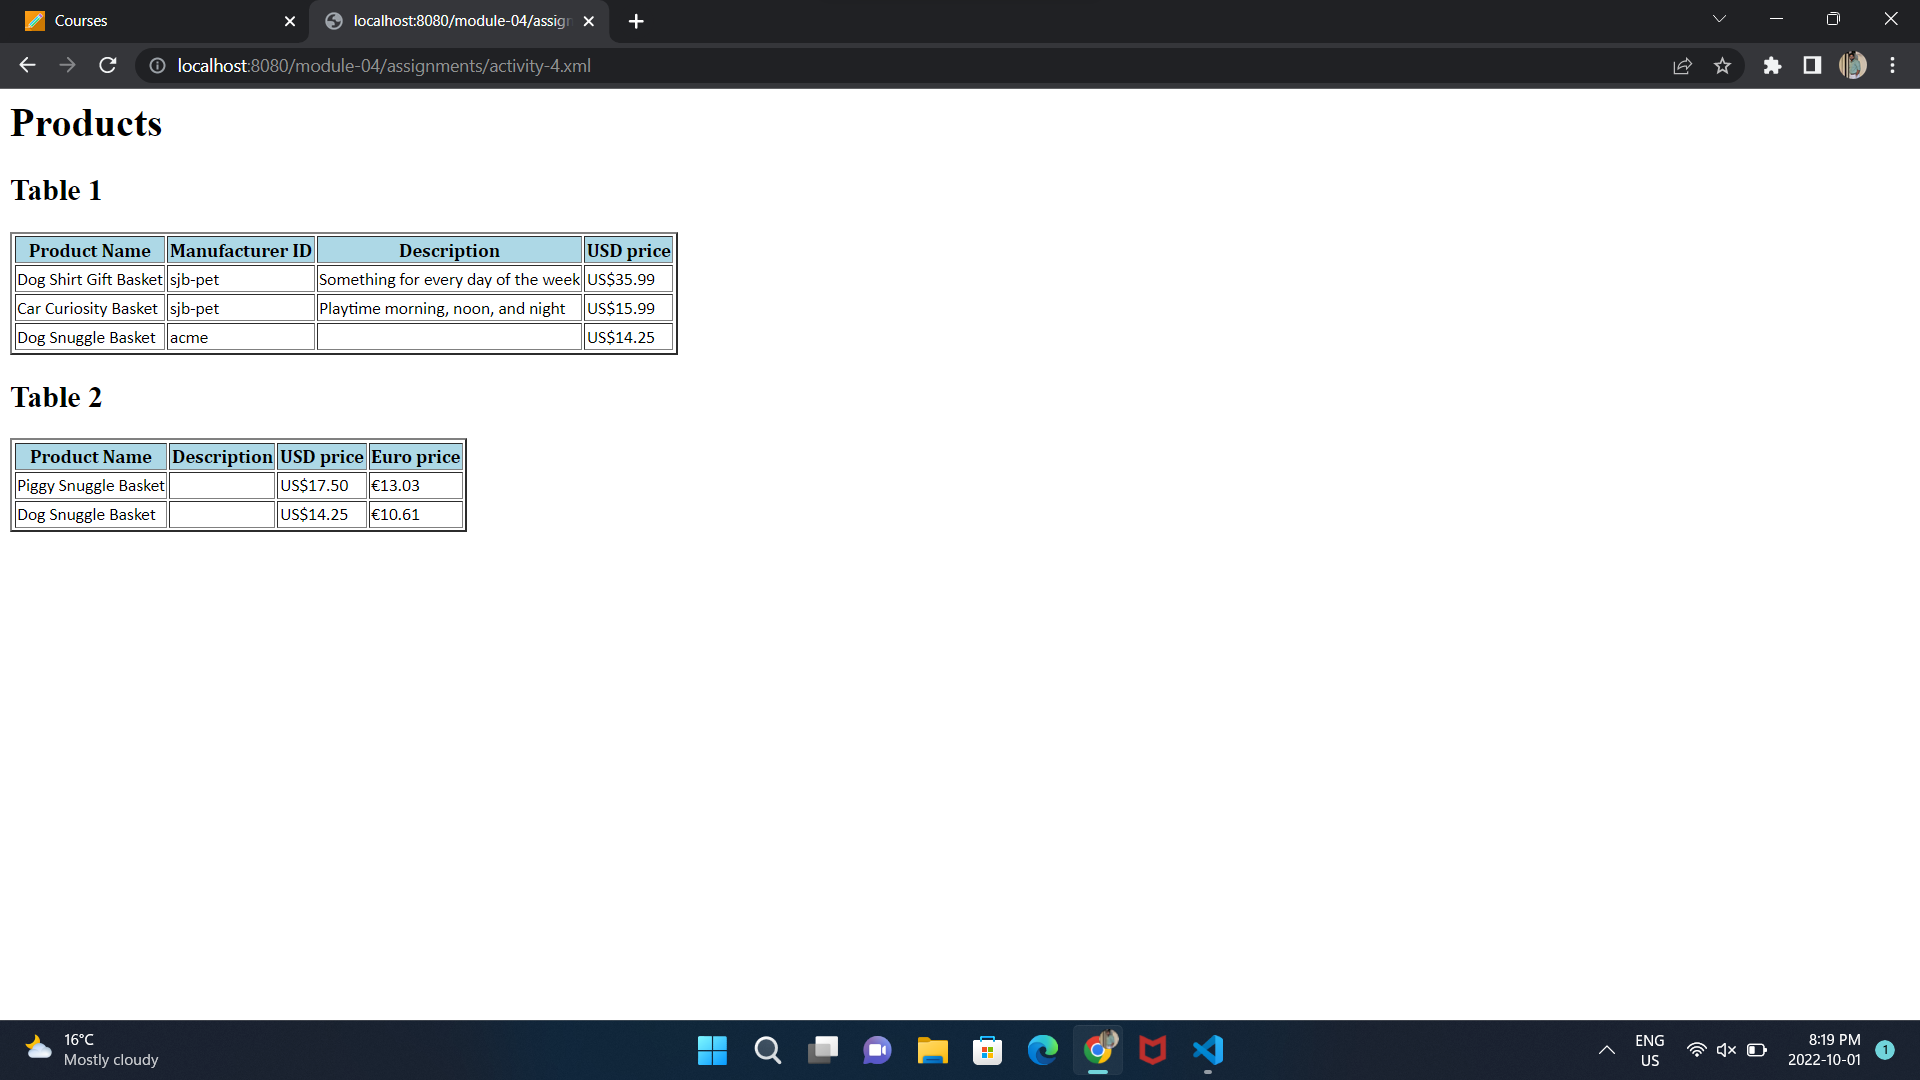 Courses
localhost:8080/module-04/assign
localhost:8080/module-04/assignments/activity-4.xml
Products
Table 1
Product Name Manufacturer ID Description USD price
Dog Shirt Gift Basket sjb-pet Something for every day of the week US$35.99
Car Curiosity Basket sjb-pet Playtime morning, noon, and night US$15.99
Dog Snuggle Basket acme US$14.25
Table 2
Product Name Description USD price Euro price
Piggy Snuggle Basket US$17.50 €13.03
Dog Snuggle Basket US$14.25 €10.61
16°C
Mostly cloudy
ENG
US
8:19 PM
2022-10-01
1